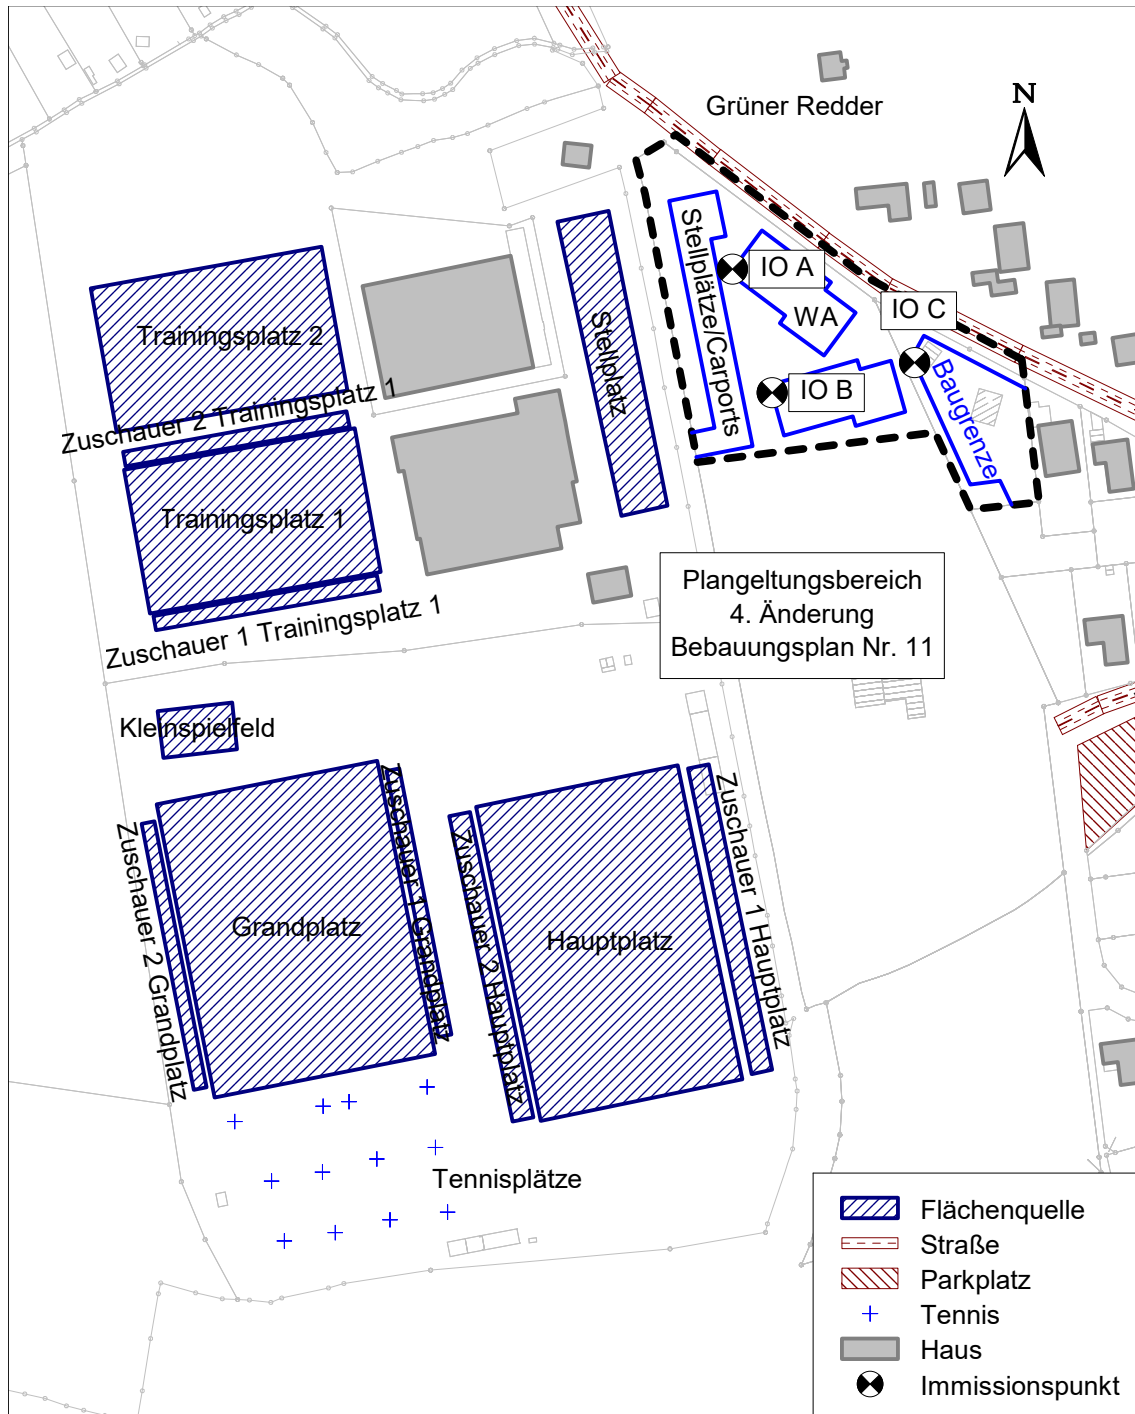 Grüner Redder
N
IO A
Stellplätze/Carports
WA
IO C
Stellplatz
Trainingsplatz 2
IO B
Baugrenze
Zuschauer 2 Trainingsplatz 1
Trainingsplatz 1
Plangeltungsbereich
4. Änderung
Bebauungsplan Nr. 11
Zuschauer 1 Trainingsplatz 1
Kleinspielfeld
Zuschauer 2 Grandplatz
Grandplatz
Zuschauer 1 Grandplatz
Zuschauer 2 Hauptplatz
Hauptplatz
Zuschauer 1 Hauptplatz
Tennisplätze
Flächenquelle
Straße
Parkplatz
Tennis
Haus
Immissionspunkt